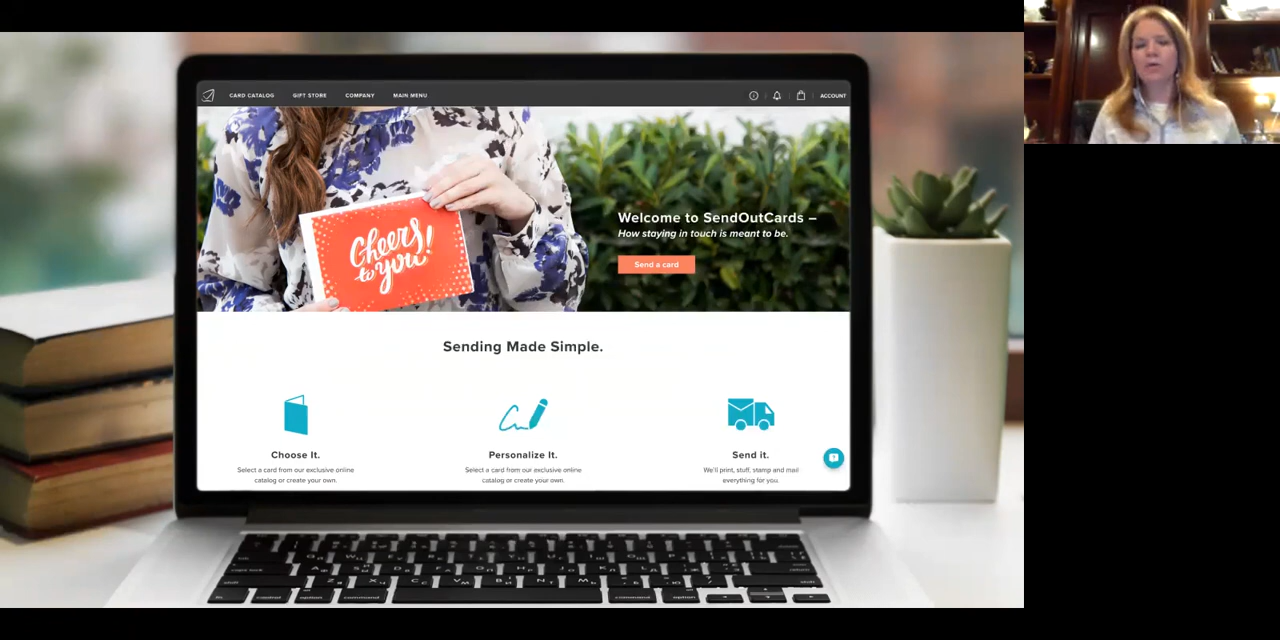 CARD CATALOG GIFT STORE COMPANY MAIN MENU ACCOUNT
Cheers
to you!
Welcome to SendOutCards –
How staying in touch is meant to be.
Send a card
Sending Made Simple.
Choose It.
Select a card from our exclusive online
catalog or create your own.
Personalize It.
Select a card from our exclusive online
catalog or create your own.
Send it.
We'll print, stuff, stamp and mail
everything for you.
command option